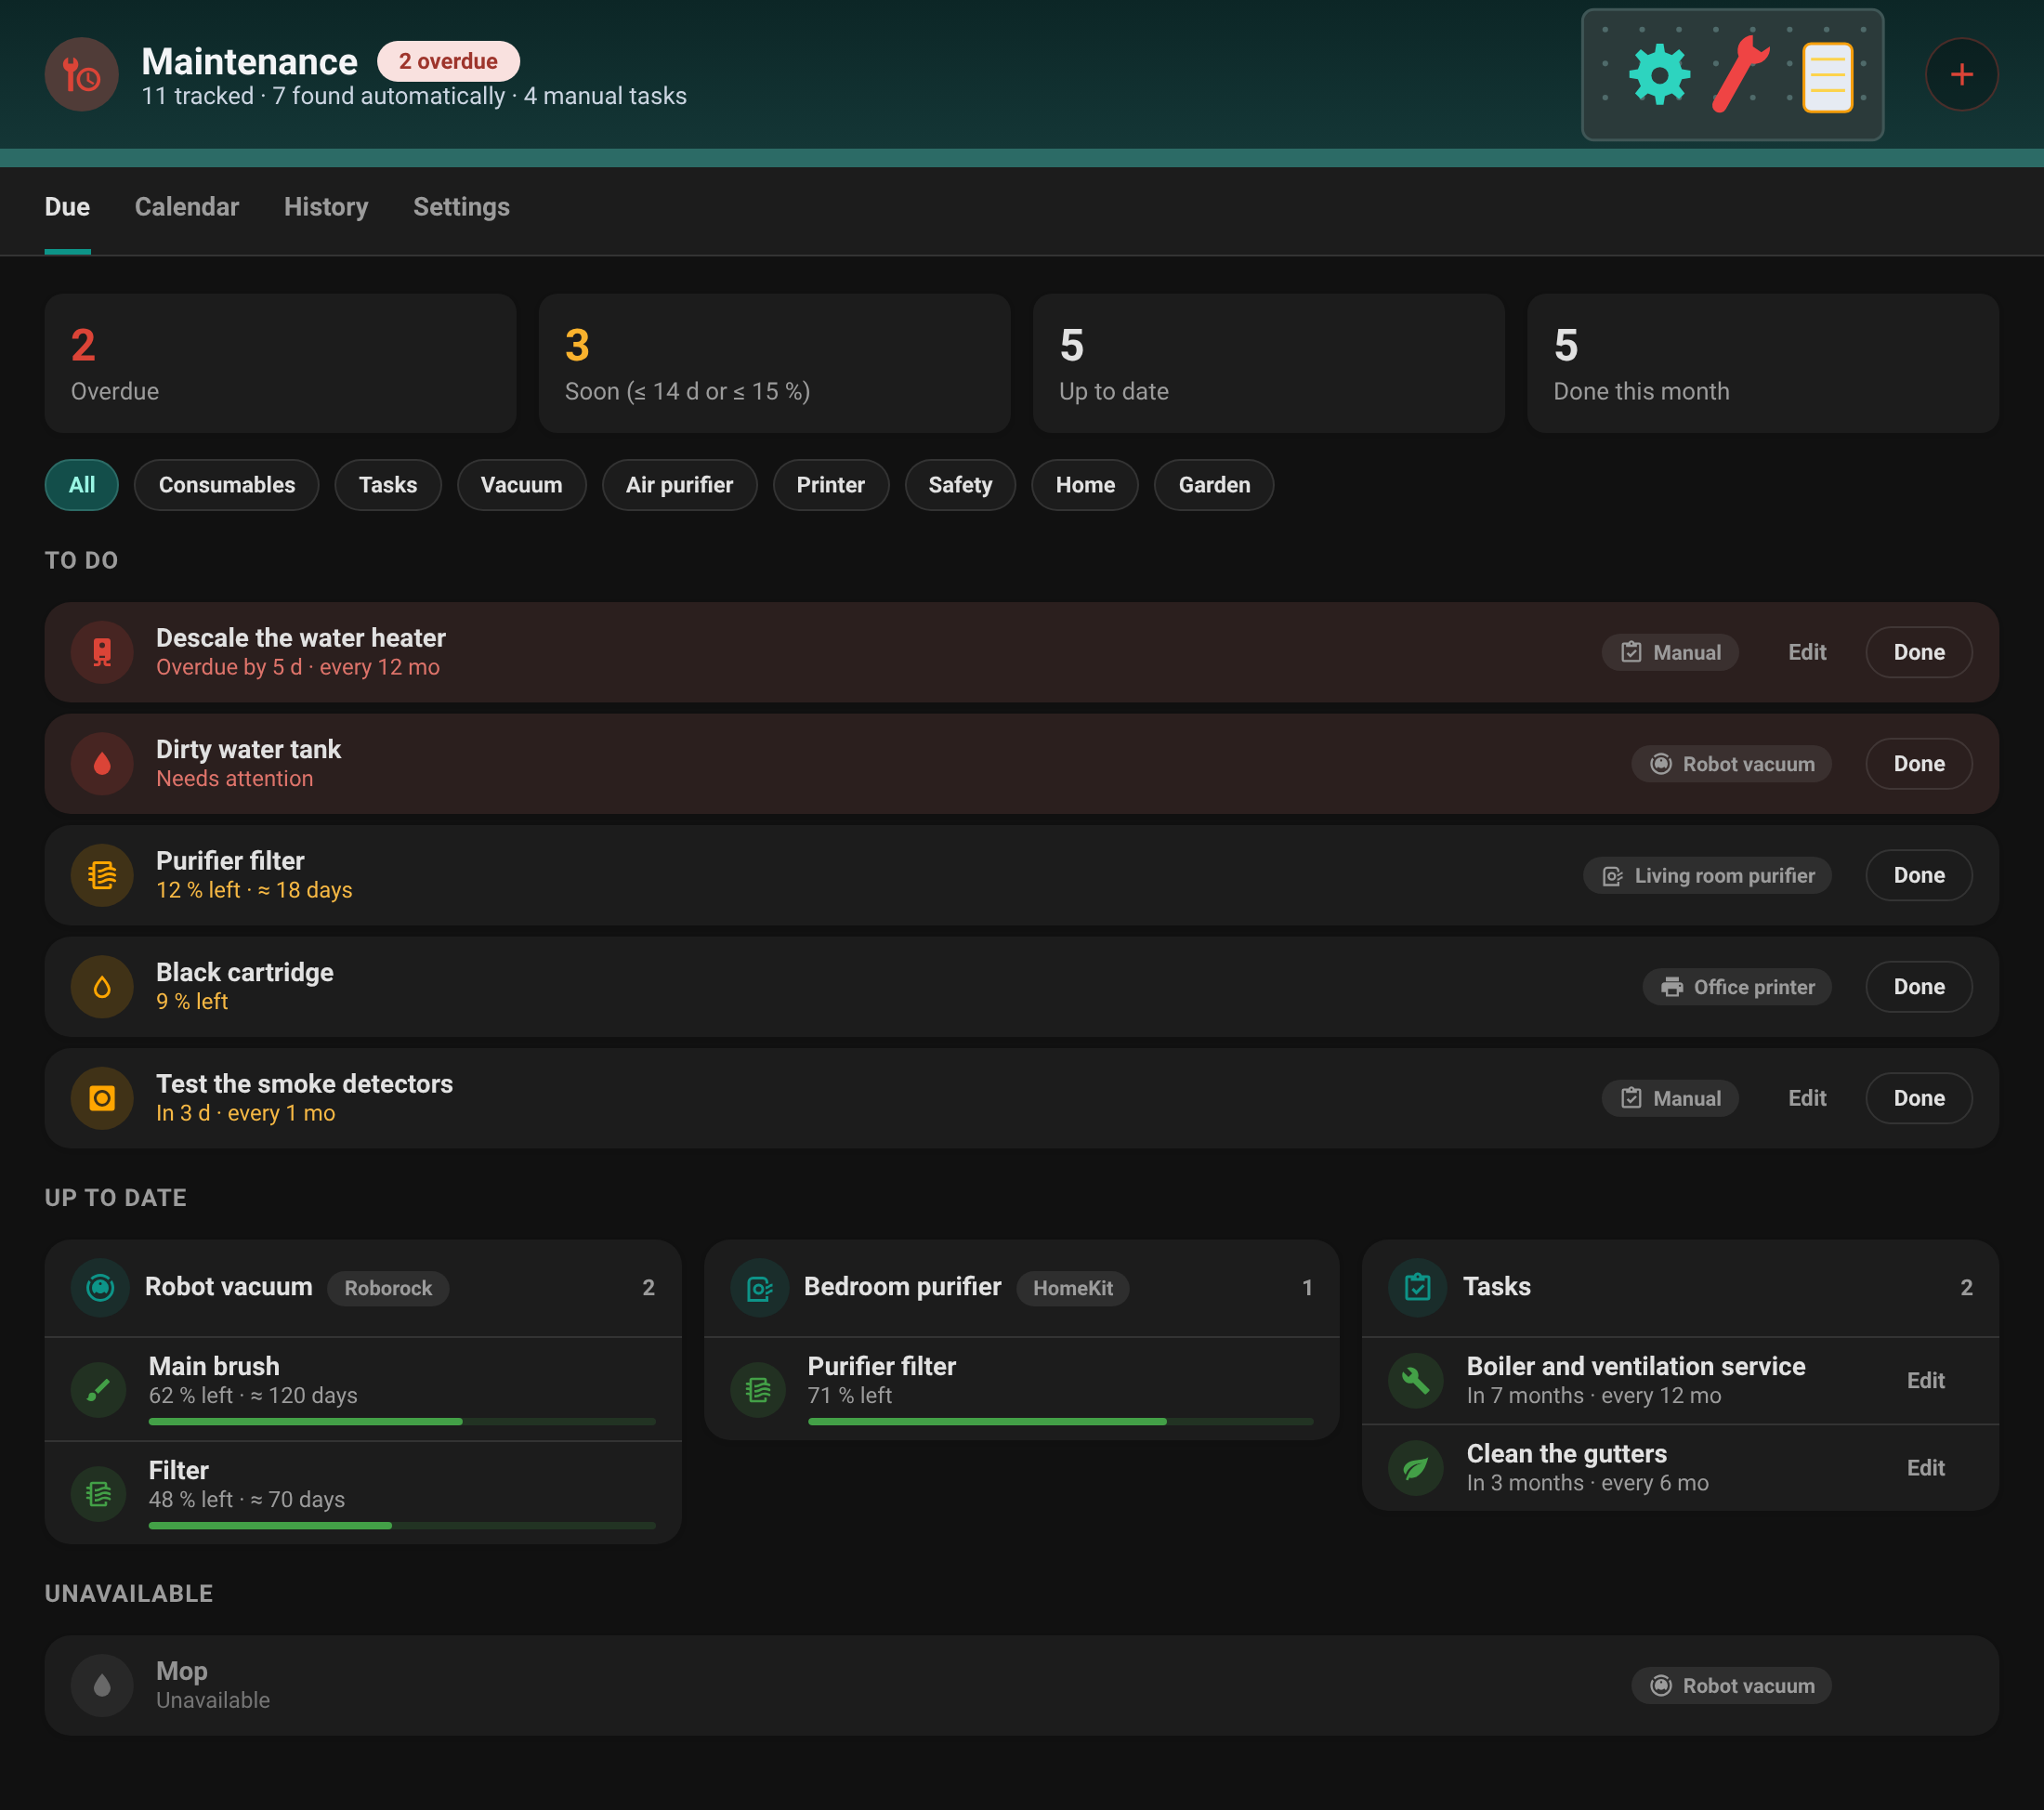 Maintenance 2 overdue
11 tracked · 7 found automatically · 4 manual tasks
+
Due Calendar History Settings
2
Overdue
3
Soon (≤ 14 d or ≤ 15 %)
5
Up to date
5
Done this month
All Consumables Tasks Vacuum Air purifier Printer Safety Home Garden
TO DO
Descale the water heater
Overdue by 5 d · every 12 mo
Manual Edit Done
Dirty water tank
Needs attention
Robot vacuum Done
Purifier filter
12 % left · ≈ 18 days
Living room purifier Done
Black cartridge
9 % left
Office printer Done
Test the smoke detectors
In 3 d · every 1 mo
Manual Edit Done
UP TO DATE
Robot vacuum Roborock 2
Main brush
62 % left · ≈ 120 days
Filter
48 % left · ≈ 70 days
Bedroom purifier HomeKit 1
Purifier filter
71 % left
Tasks 2
Boiler and ventilation service
In 7 months · every 12 mo
Edit
Clean the gutters
In 3 months · every 6 mo
Edit
UNAVAILABLE
Mop
Unavailable
Robot vacuum